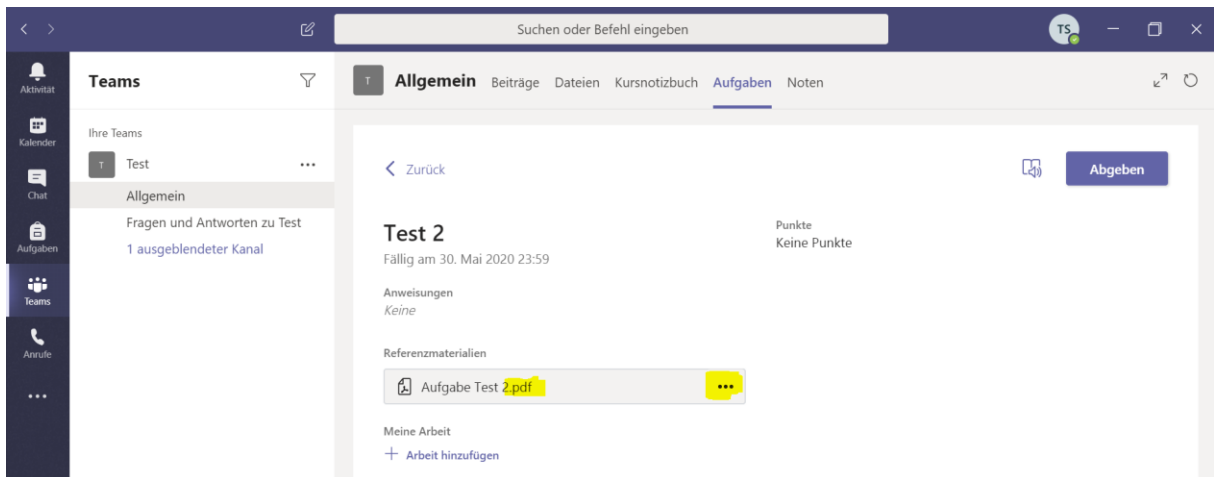 Suchen oder Befehl eingeben
TS
Aktivität
Kalender
Chat
Aufgaben
Teams
Anrufe
Teams
Ihre Teams
T Test
Allgemein
Fragen und Antworten zu Test
1 ausgeblendeter Kanal
T Allgemein Beiträge Dateien Kursnotizbuch Aufgaben Noten
Zurück
Abgeben
Test 2
Fällig am 30. Mai 2020 23:59
Punkte
Keine Punkte
Anweisungen
Keine
Referenzmaterialien
Aufgabe Test 2.pdf
Meine Arbeit
+ Arbeit hinzufügen